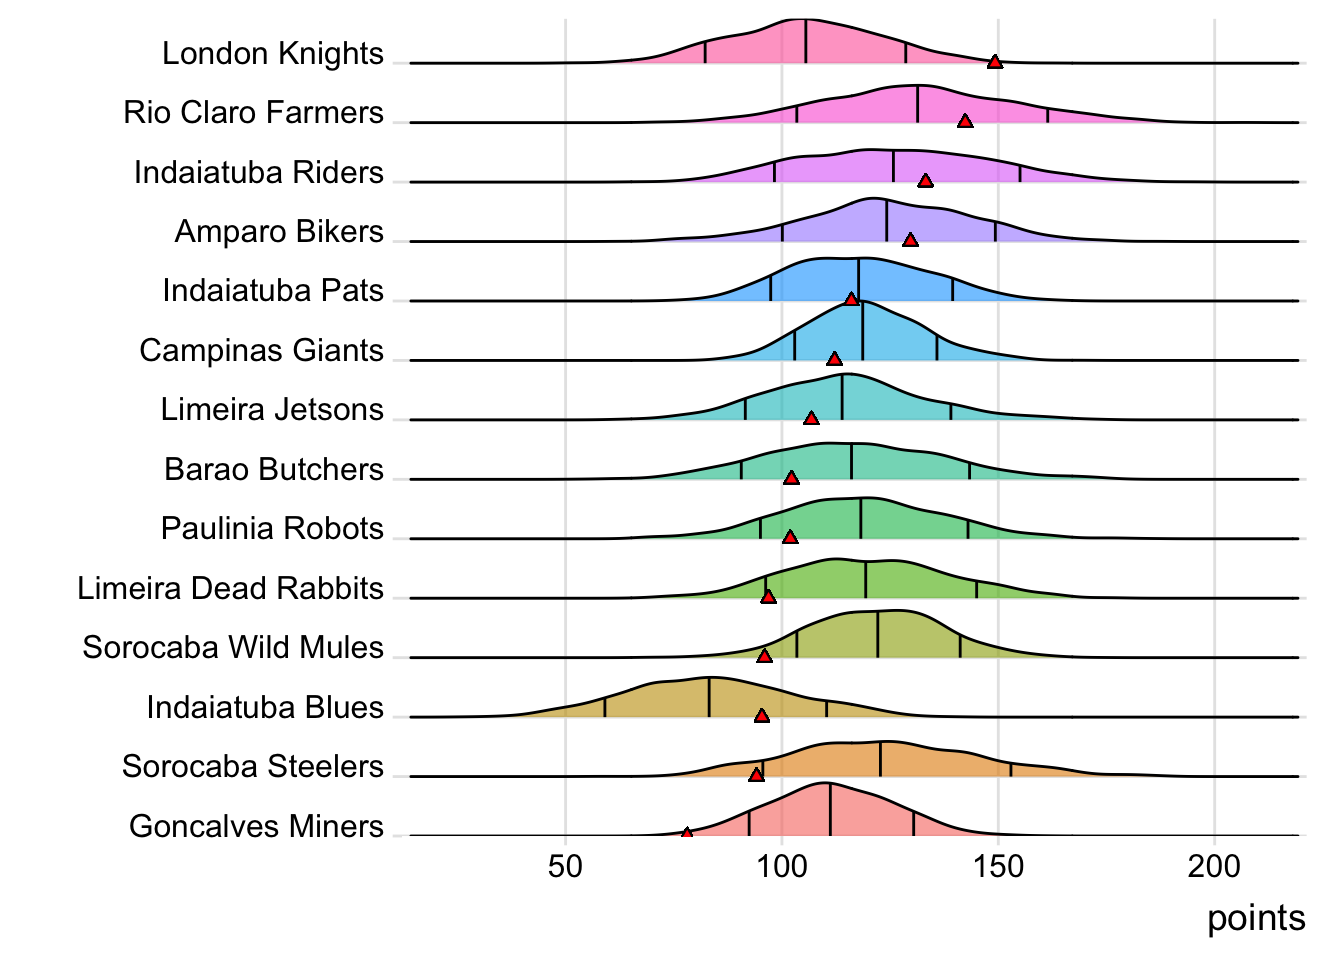 London Knights
Rio Claro Farmers
Indaiatuba Riders
Amparo Bikers
Indaiatuba Pats
Campinas Giants
Limeira Jetsons
Barao Butchers
Paulinia Robots
Limeira Dead Rabbits
Sorocaba Wild Mules
Indaiatuba Blues
Sorocaba Steelers
Goncalves Miners
50 100 150 200
points